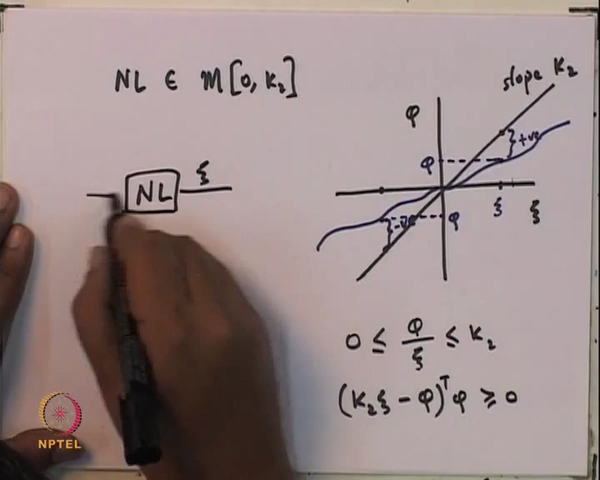 NL ∈ M[0, K₂]
slope K₂
φ
+ve
φ
NL ξ
ξ ξ
-ve φ
0 ≤ φ/ξ ≤ K₂
(K₂ξ - φ)ᵀφ ≥ 0
NPTEL